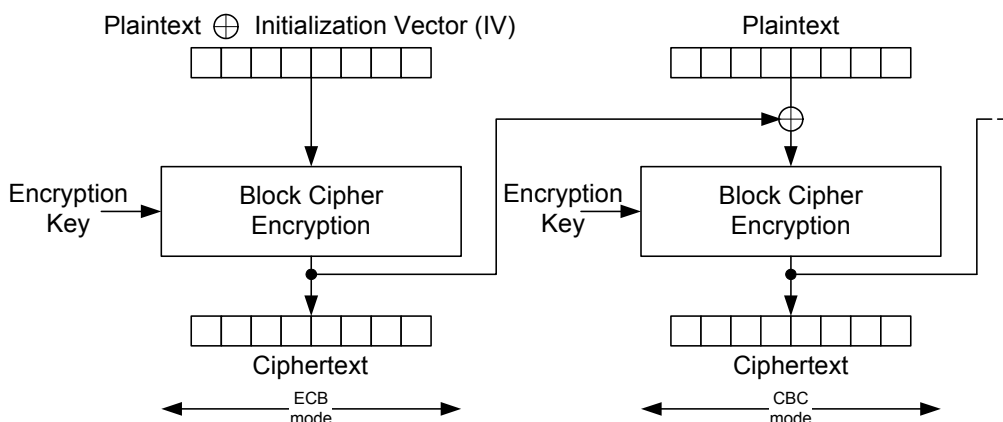 Plaintext ⊕ Initialization Vector (IV)
Plaintext
Encryption
Key
Block Cipher
Encryption
Encryption
Key
Block Cipher
Encryption
Ciphertext
Ciphertext
ECB
mode
CBC
mode